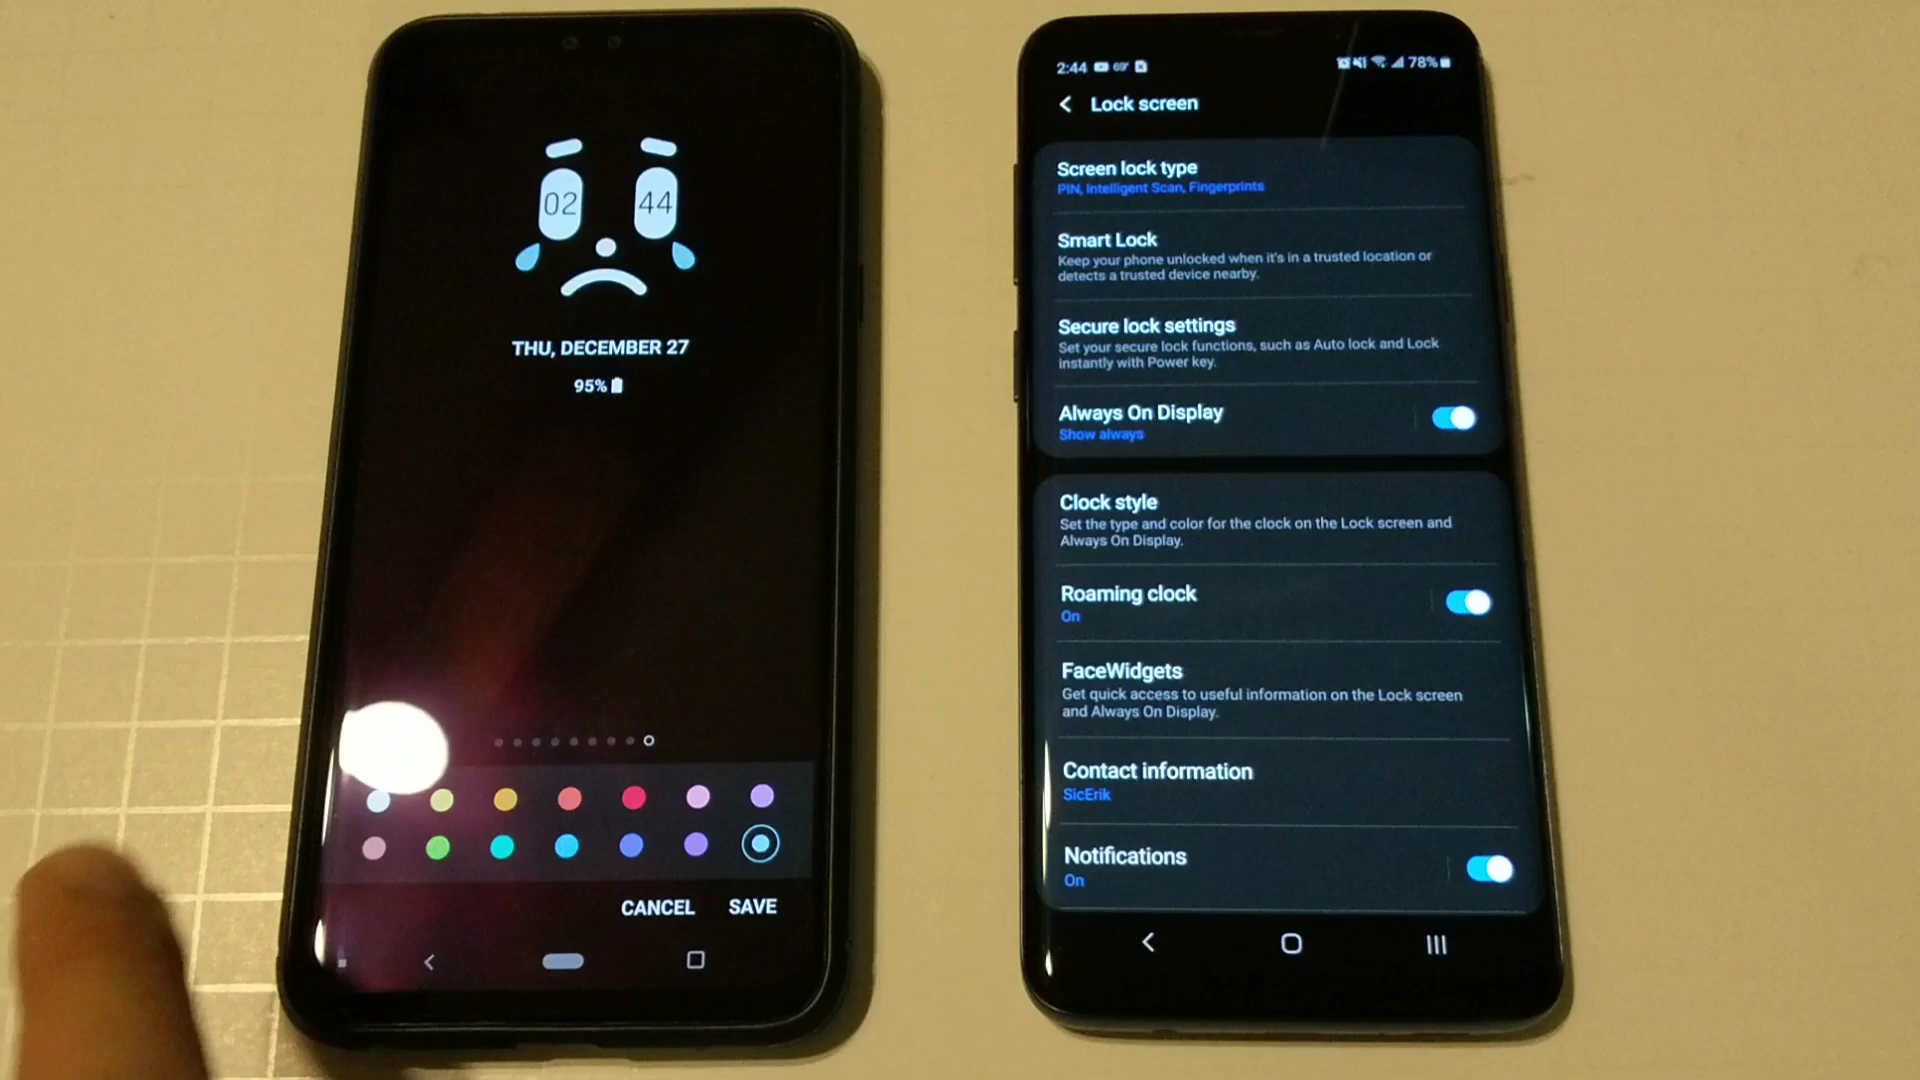 02 44
THU, DECEMBER 27
95%
CANCEL SAVE
2:44
78%
Lock screen
Screen lock type
PIN, Intelligent Scan, Fingerprints
Smart Lock
Keep your phone unlocked when it's in a trusted location or
detects a trusted device nearby.
Secure lock settings
Set your secure lock functions, such as Auto lock and Lock
instantly with Power key.
Always On Display
Show always
Clock style
Set the type and color for the clock on the Lock screen and
Always On Display.
Roaming clock
On
FaceWidgets
Get quick access to useful information on the Lock screen
and Always On Display.
Contact information
SicErik
Notifications
On